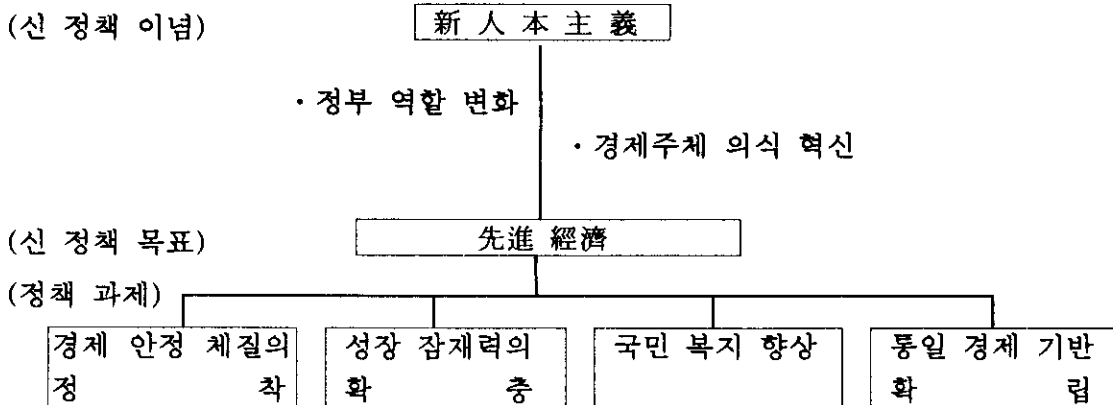 (신 정책 이념)
新 人 本 主 義
· 정부 역할 변화
· 경제주체 의식 혁신
(신 정책 목표)
先進 經濟
(정책 과제)
경제 안정 체질의
정 착
성장 잠재력의
확 충
국민 복지 향상
통일 경제 기반
확 립